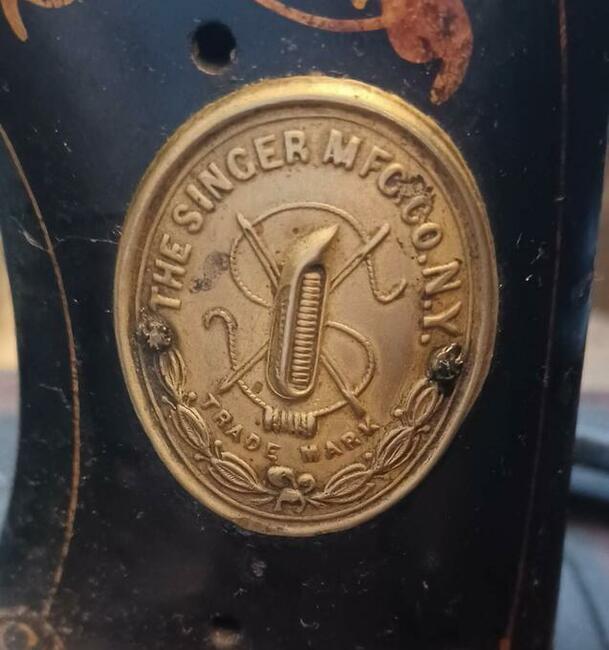 THE SINGER MFG. CO. N.Y.
TRADE MARK